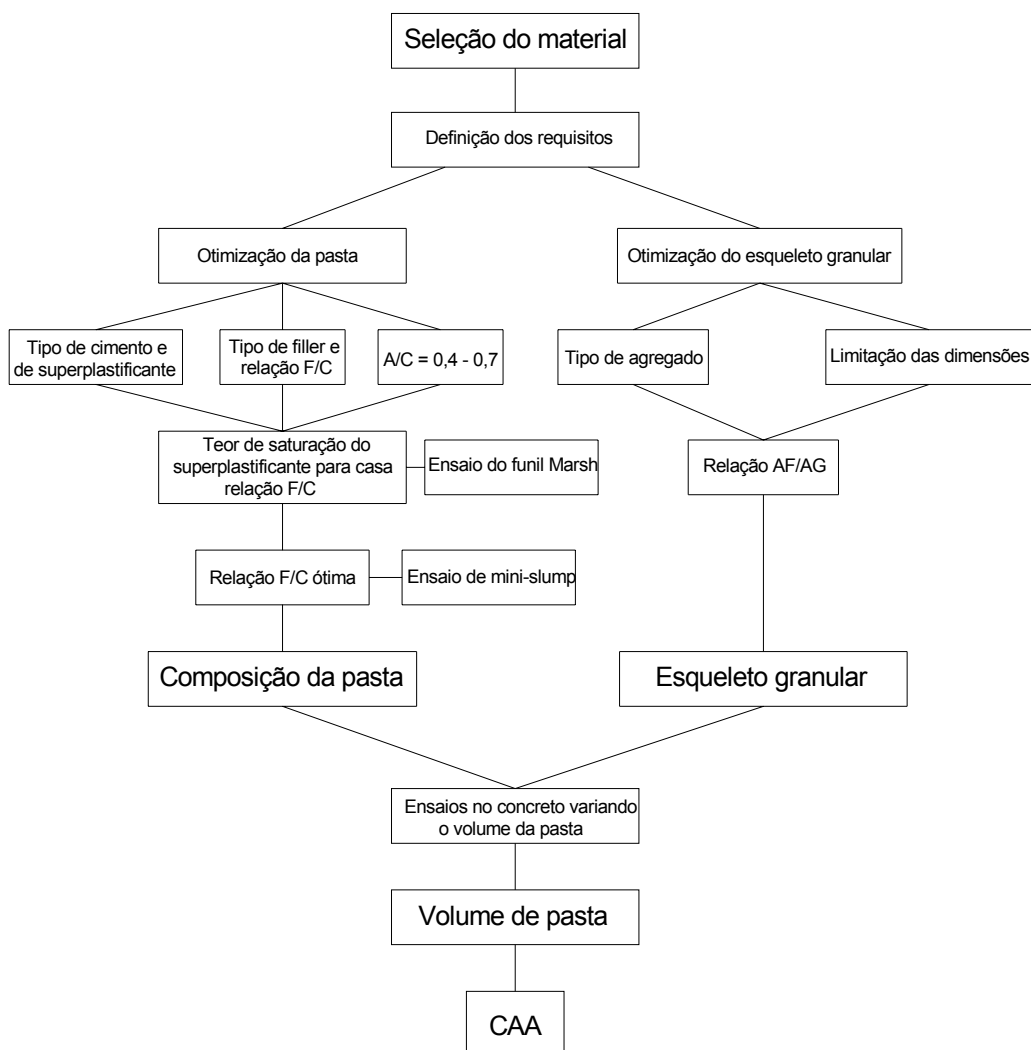 Seleção do material
Definição dos requisitos
Otimização da pasta
Otimização do esqueleto granular
Tipo de cimento e
de superplastificante
Tipo de filler e
relação F/C
A/C = 0,4 - 0,7
Tipo de agregado
Limitação das dimensões
Teor de saturação do
superplastificante para casa
relação F/C
Ensaio do funil Marsh
Relação AF/AG
Relação F/C ótima
Ensaio de mini-slump
Composição da pasta
Esqueleto granular
Ensaios no concreto variando
o volume da pasta
Volume de pasta
CAA